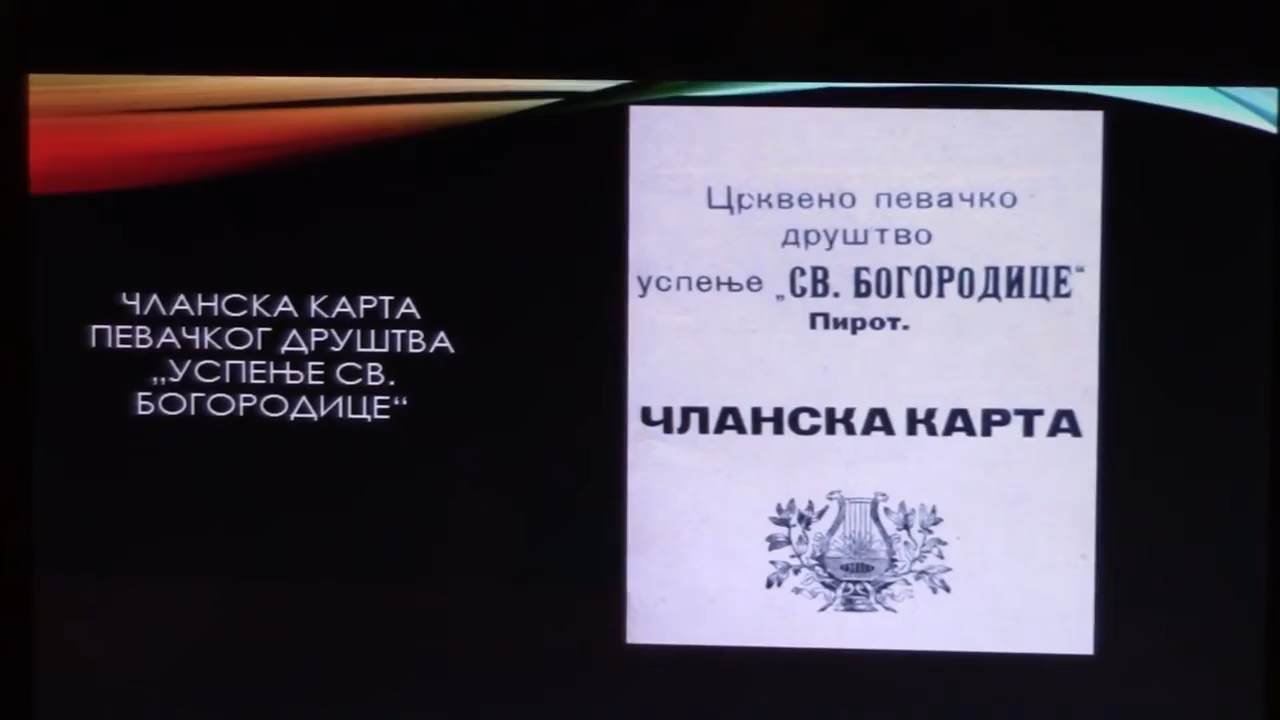 ЧЛАНСКА КАРТА
ПЕВАЧКОГ ДРУШТВА
„УСПЕЊЕ СВ.
БОГОРОДИЦЕ“
Црквено певачко
друштво
успење „СВ. БОГОРОДИЦЕ“
Пирот.
ЧЛАНСКА КАРТА